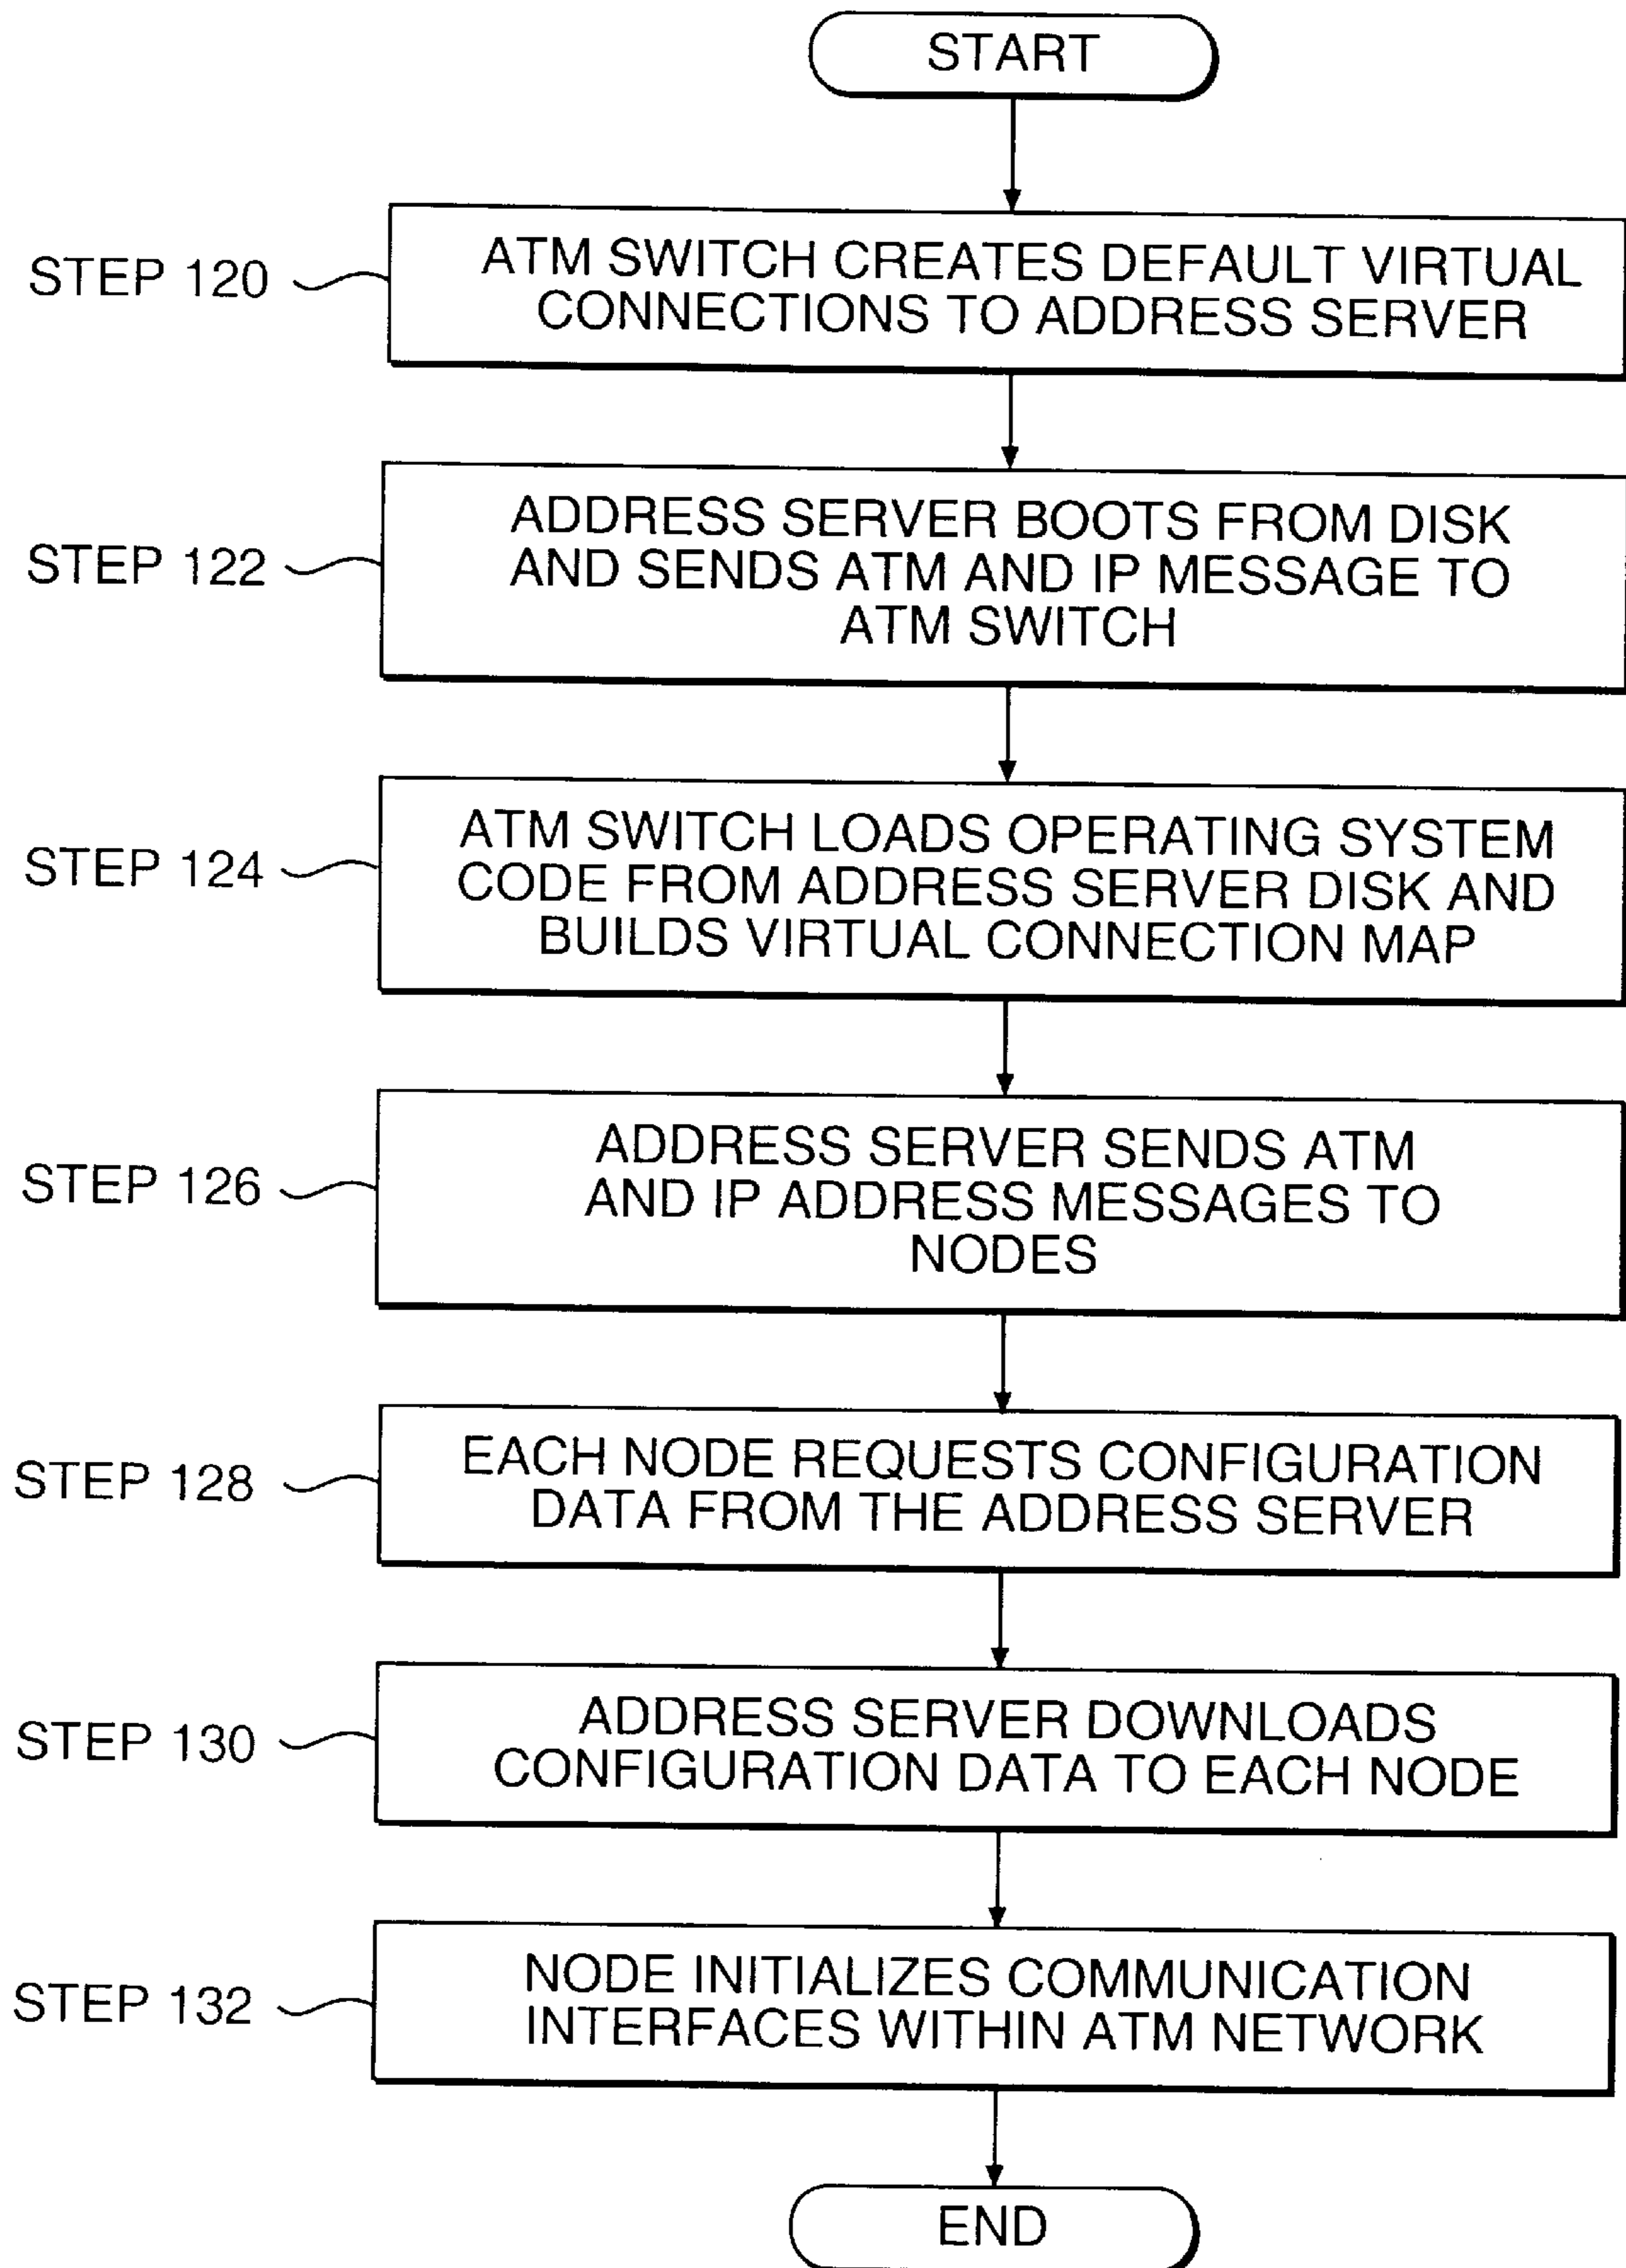 START
STEP 120
ATM SWITCH CREATES DEFAULT VIRTUAL
CONNECTIONS TO ADDRESS SERVER
STEP 122
ADDRESS SERVER BOOTS FROM DISK
AND SENDS ATM AND IP MESSAGE TO
ATM SWITCH
STEP 124
ATM SWITCH LOADS OPERATING SYSTEM
CODE FROM ADDRESS SERVER DISK AND
BUILDS VIRTUAL CONNECTION MAP
STEP 126
ADDRESS SERVER SENDS ATM
AND IP ADDRESS MESSAGES TO
NODES
STEP 128
EACH NODE REQUESTS CONFIGURATION
DATA FROM THE ADDRESS SERVER
STEP 130
ADDRESS SERVER DOWNLOADS
CONFIGURATION DATA TO EACH NODE
STEP 132
NODE INITIALIZES COMMUNICATION
INTERFACES WITHIN ATM NETWORK
END